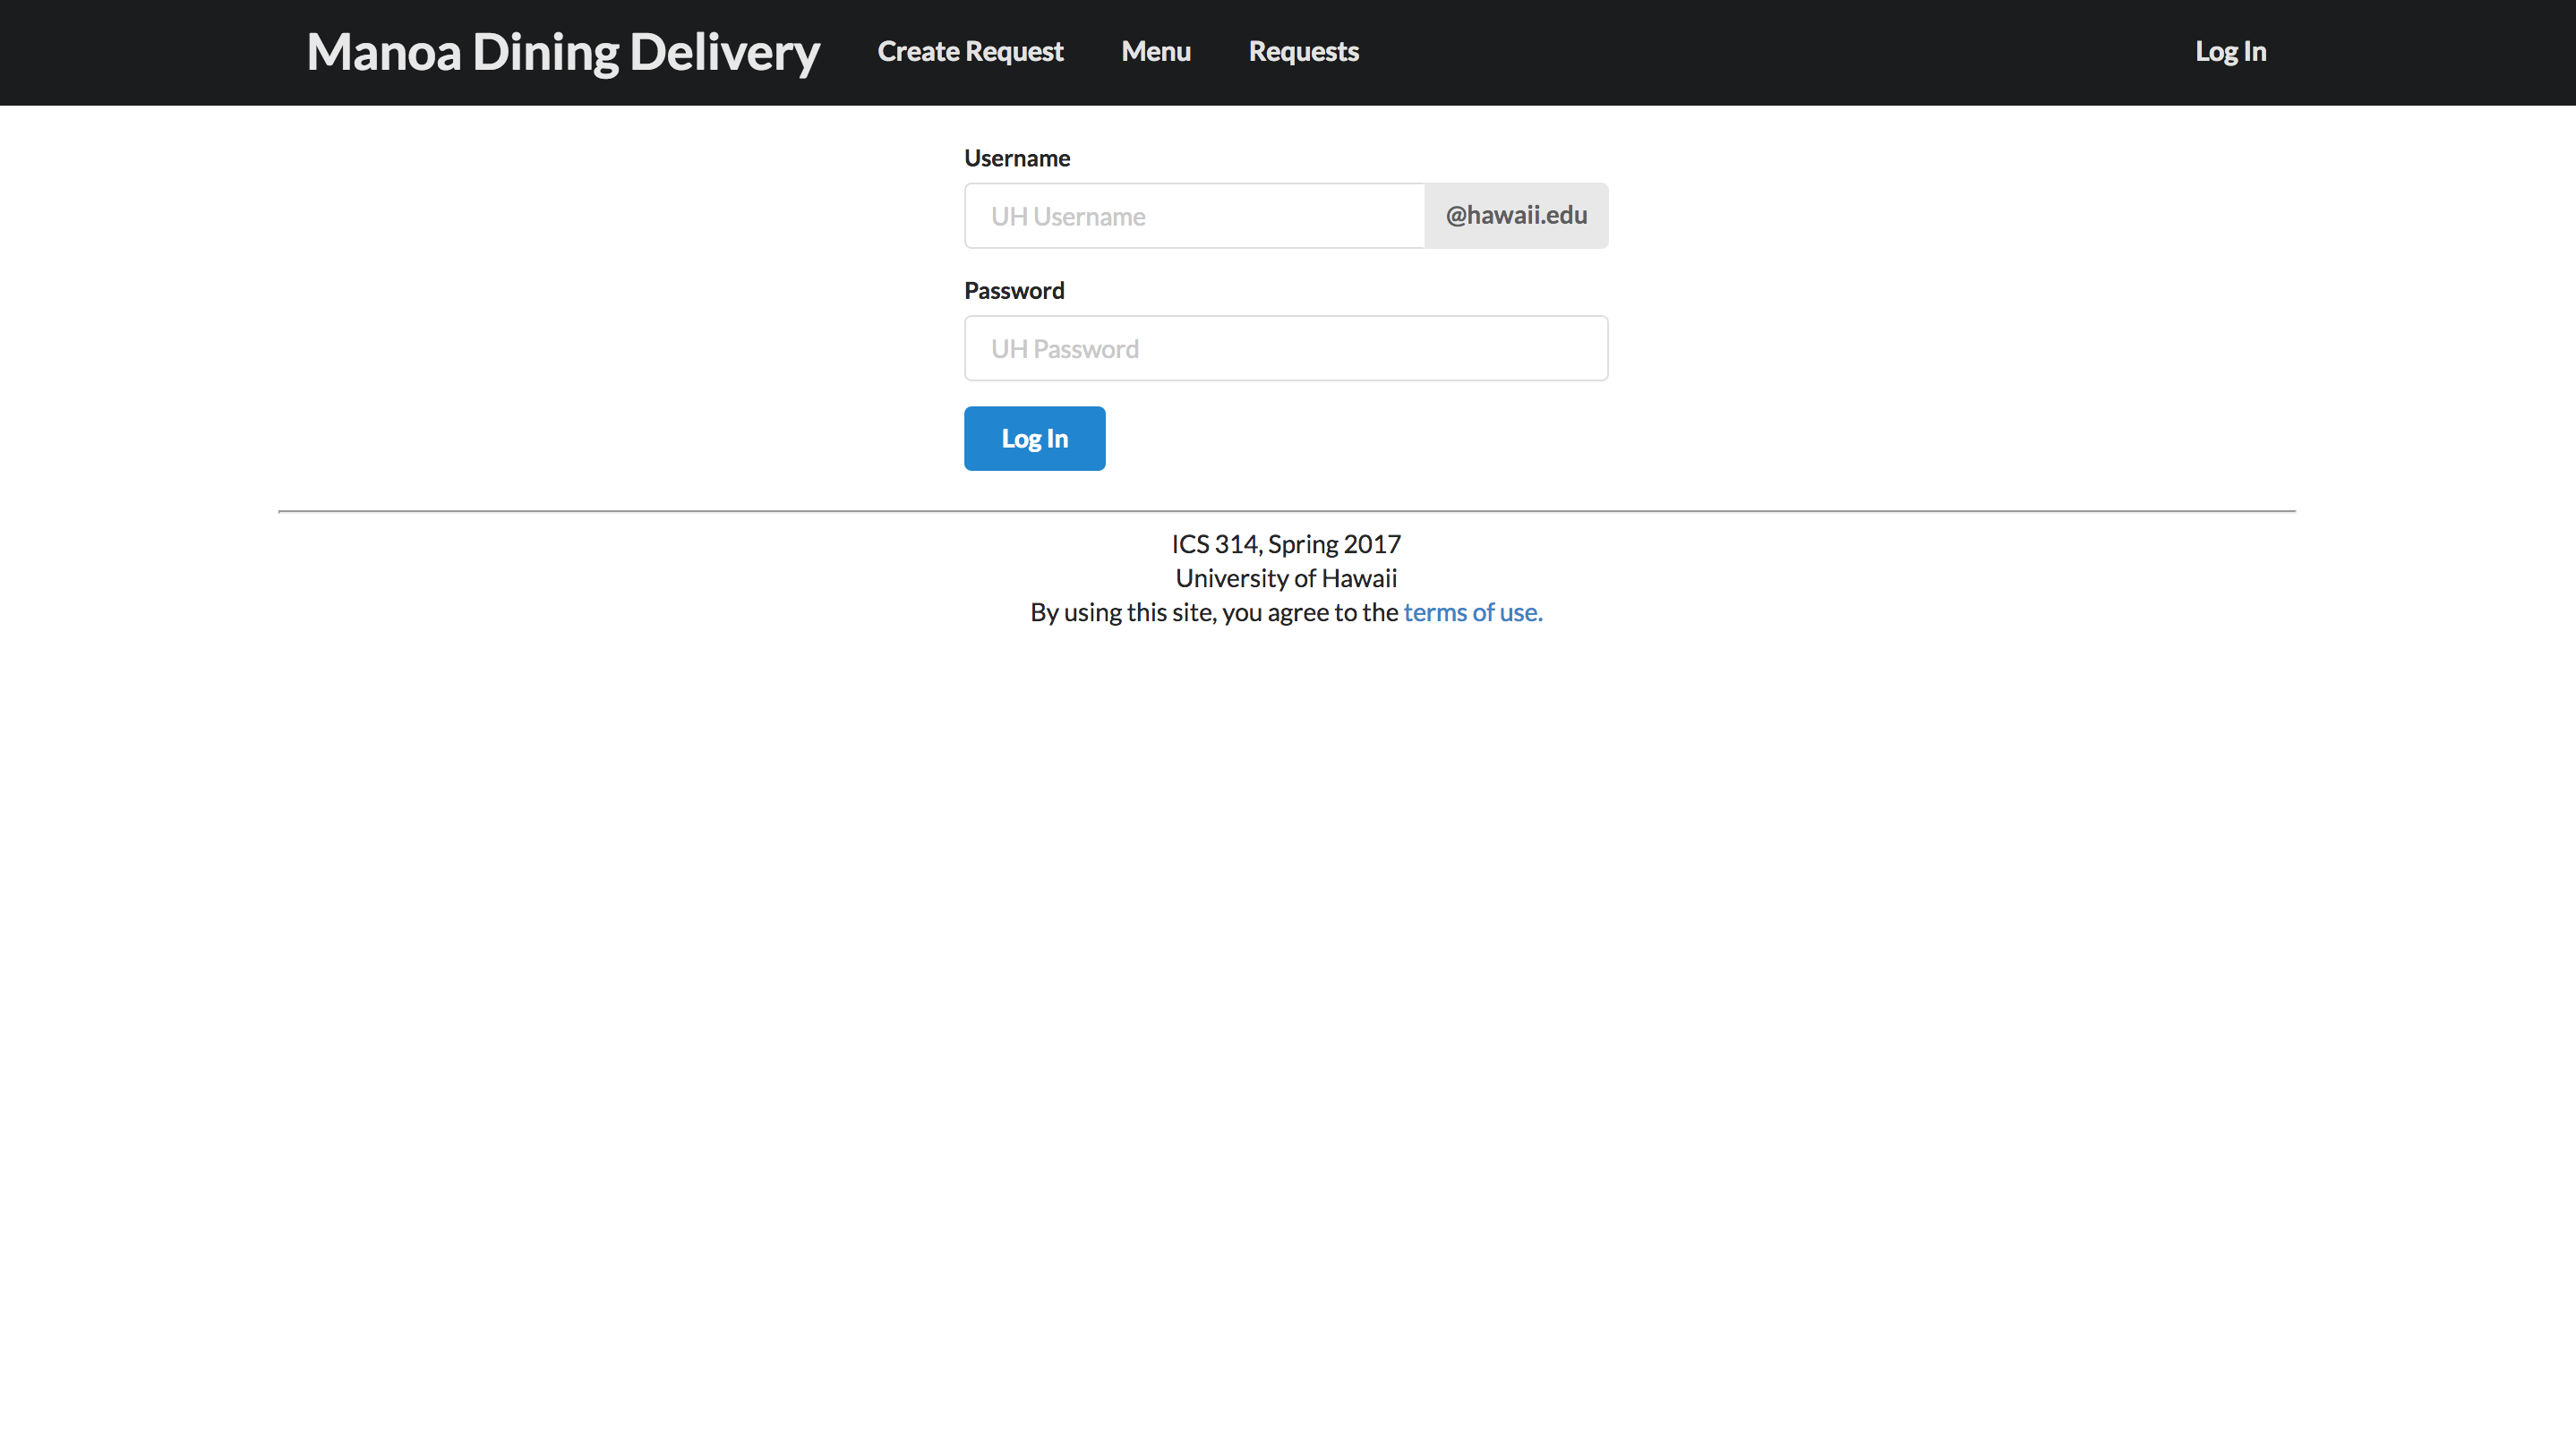 Manoa Dining Delivery Create Request Menu Requests Log In
Username
UH Username @hawaii.edu
Password
UH Password
Log In
ICS 314, Spring 2017
University of Hawaii
By using this site, you agree to the terms of use.